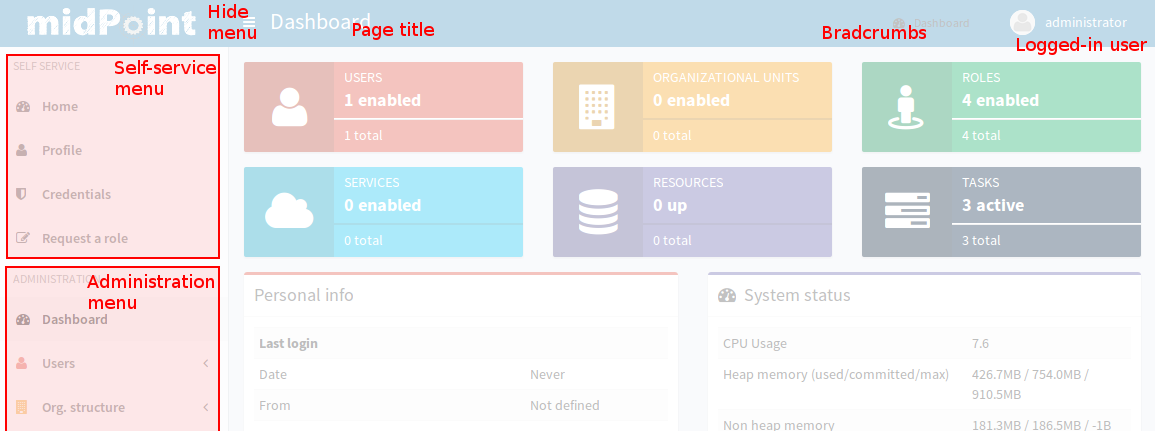 midPoint
Hide
menu
Dashboard
Page title
Dashboard
Bradcrumbs
administrator
Logged-in user
SELF SERVICE
Self-service
menu
Home
Profile
Credentials
Request a role
ADMINISTRATION
Administration
menu
Dashboard
Users
Org. structure
USERS
1 enabled
1 total
ORGANIZATIONAL UNITS
0 enabled
0 total
ROLES
4 enabled
4 total
SERVICES
0 enabled
0 total
RESOURCES
0 up
0 total
TASKS
3 active
3 total
Personal info
Last login
Date Never
From Not defined
System status
CPU Usage 7.6
Heap memory (used/committed/max) 426.7MB / 754.0MB /
910.5MB
Non heap memory 181.3MB / 186.5MB / -1B